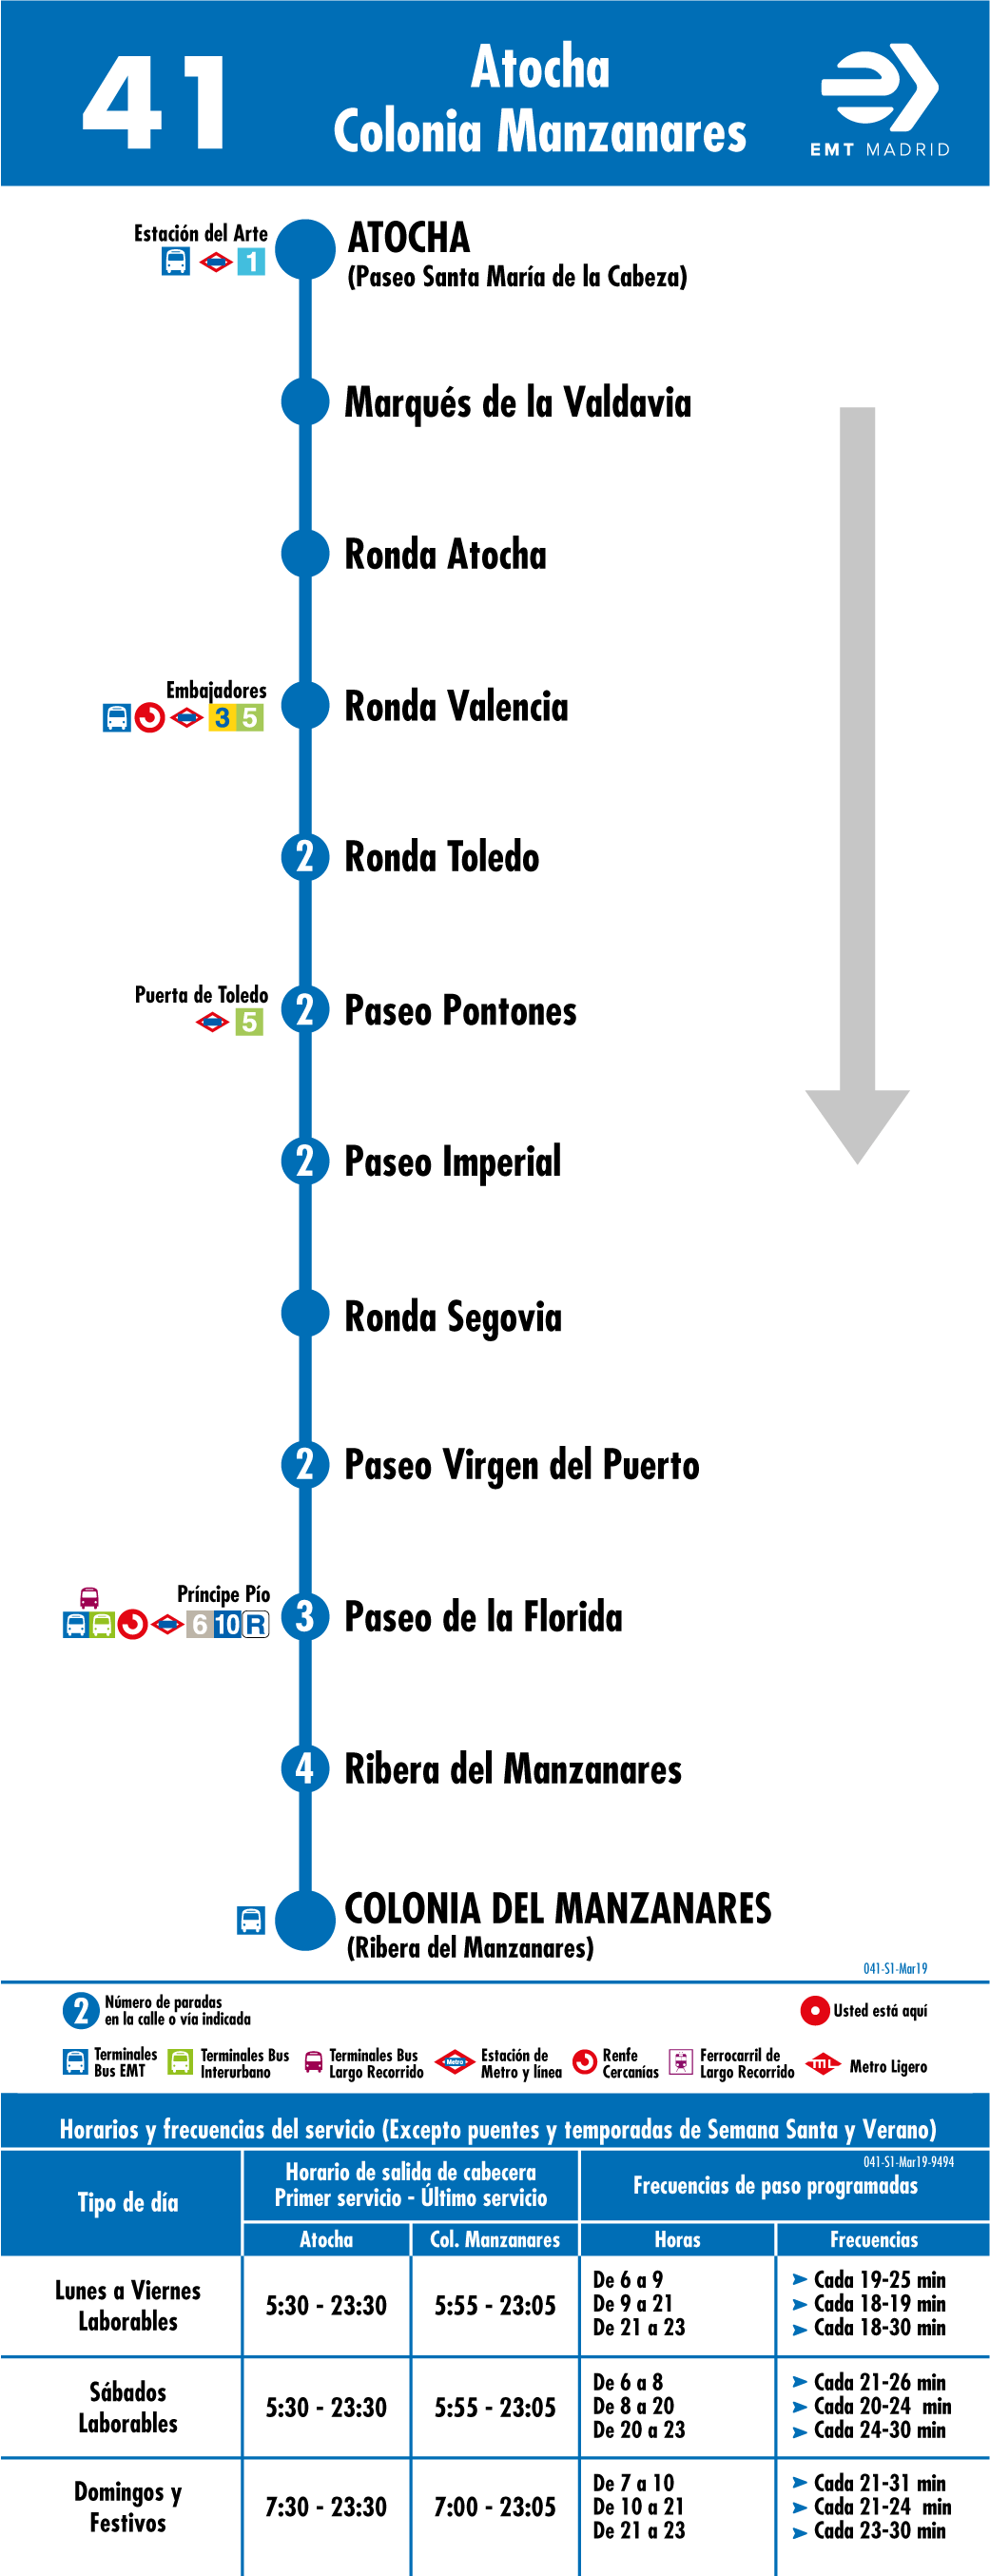 41
Atocha
Colonia Manzanares
EMT MADRID
Estación del Arte
1
ATOCHA
(Paseo Santa María de la Cabeza)
Marqués de la Valdavia
Ronda Atocha
Embajadores
3 5
Ronda Valencia
2 Ronda Toledo
Puerta de Toledo
5
2 Paseo Pontones
2 Paseo Imperial
Ronda Segovia
2 Paseo Virgen del Puerto
Príncipe Pío
6 10 R
3 Paseo de la Florida
4 Ribera del Manzanares
COLONIA DEL MANZANARES
(Ribera del Manzanares)
041-S1-Mar19
2 Número de paradas
en la calle o vía indicada
Usted está aquí
Terminales
Bus EMT
Terminales Bus
Interurbano
Terminales Bus
Largo Recorrido
Metro
Estación de
Metro y línea
Renfe
Cercanías
Ferrocarril de
Largo Recorrido
ML
Metro Ligero
Horarios y frecuencias del servicio (Excepto puentes y temporadas de Semana Santa y Verano)
041-S1-Mar19-9494
Tipo de día
Horario de salida de cabecera
Primer servicio - Último servicio
Frecuencias de paso programadas
Atocha
Col. Manzanares
Horas
Frecuencias
Lunes a Viernes
Laborables
5:30 - 23:30
5:55 - 23:05
De 6 a 9 Cada 19-25 min
De 9 a 21 Cada 18-19 min
De 21 a 23 Cada 18-30 min
Sábados
Laborables
5:30 - 23:30
5:55 - 23:05
De 6 a 8 Cada 21-26 min
De 8 a 20 Cada 20-24 min
De 20 a 23 Cada 24-30 min
Domingos y
Festivos
7:30 - 23:30
7:00 - 23:05
De 7 a 10 Cada 21-31 min
De 10 a 21 Cada 21-24 min
De 21 a 23 Cada 23-30 min